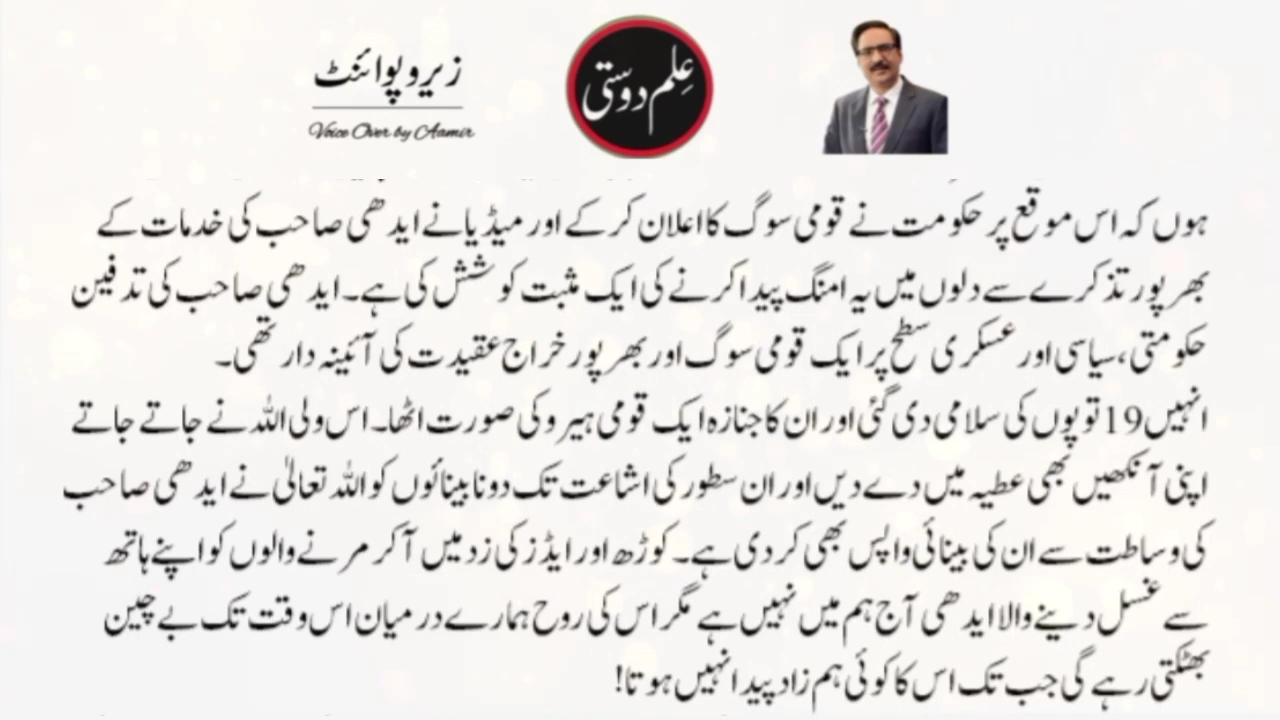 زیرو پوائنٹ
Voice Over by Aamir
عِلم دوستی
ہوں کہ اس موقع پر حکومت نے قومی سوگ کا اعلان کر کے اور میڈیا نے ایدھی صاحب کی خدمات کے
بھرپور تذکرے سے دلوں میں یہ امنگ پیدا کرنے کی ایک مثبت کوشش کی ہے۔ ایدھی صاحب کی تدفین
حکومتی، سیاسی اور عسکری سطح پر ایک قومی سوگ اور بھرپور خراج عقیدت کی آئینہ دار تھی۔
انہیں 19 توپوں کی سلامی دی گئی اور ان کا جنازہ ایک قومی ہیرو کی صورت اٹھا۔ اس ولی اللہ نے جاتے جاتے
اپنی آنکھیں بھی عطیہ میں دے دیں اور ان سطور کی اشاعت تک دو نابینائوں کو اللہ تعالیٰ نے ایدھی صاحب
کی وساطت سے ان کی بینائی واپس بھی کر دی ہے۔ کوڑھ اور ایڈز کی زد میں آ کر مرنے والوں کو اپنے ہاتھ
سے غسل دینے والا ایدھی آج ہم میں نہیں ہے مگر اس کی روح ہمارے درمیان اس وقت تک بے چین
بھٹکتی رہے گی جب تک اس کا کوئی ہم زاد پیدا نہیں ہوتا!